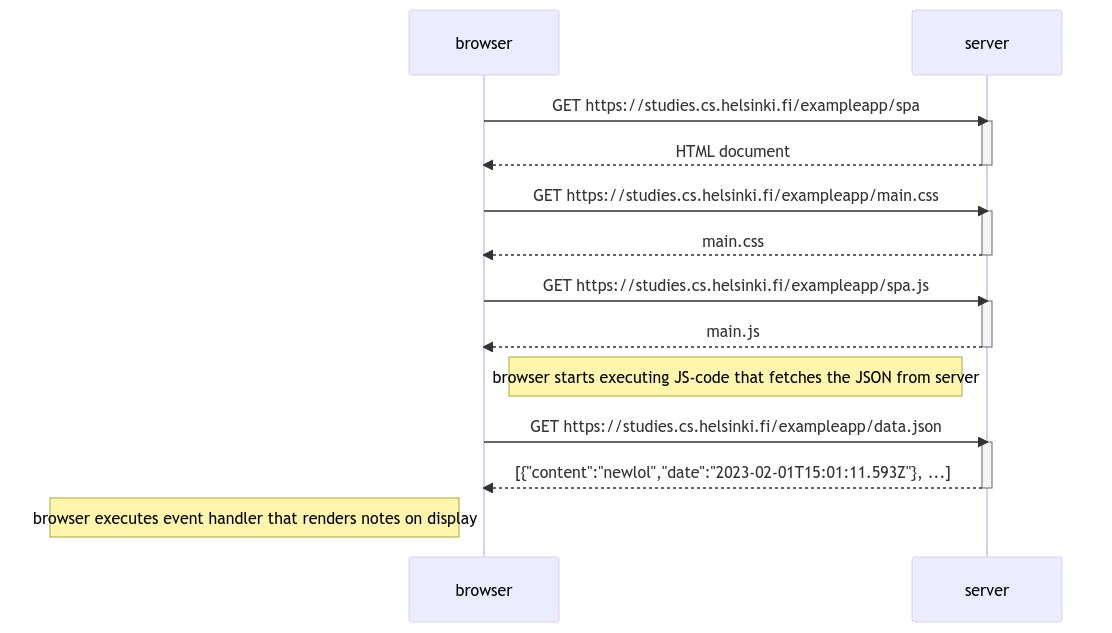 browser
server
GET https://studies.cs.helsinki.fi/exampleapp/spa
HTML document
GET https://studies.cs.helsinki.fi/exampleapp/main.css
main.css
GET https://studies.cs.helsinki.fi/exampleapp/spa.js
main.js
browser starts executing JS-code that fetches the JSON from server
GET https://studies.cs.helsinki.fi/exampleapp/data.json
[{"content":"newlol","date":"2023-02-01T15:01:11.593Z"}, ...]
browser executes event handler that renders notes on display
browser
server